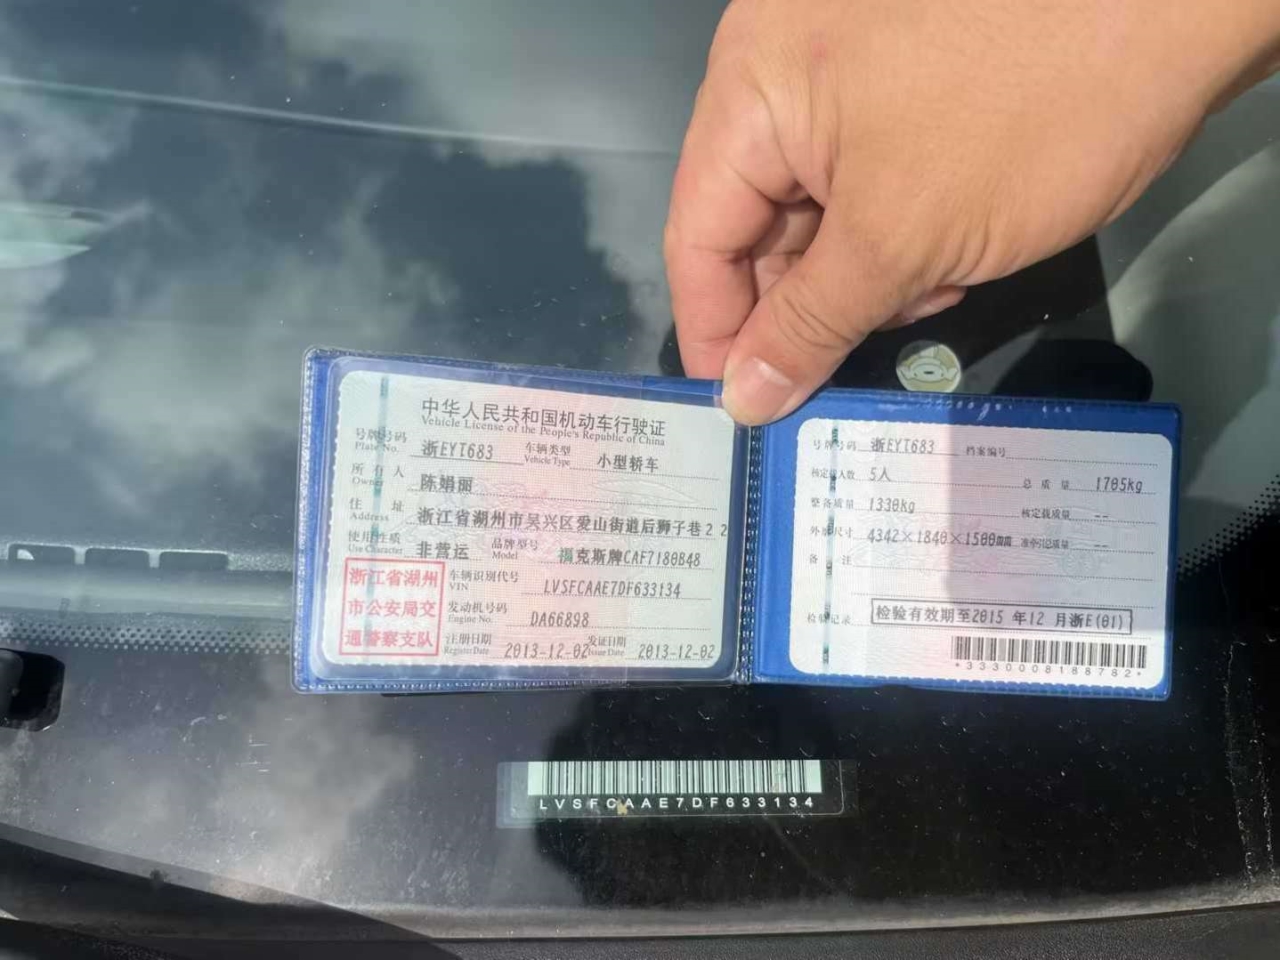 中华人民共和国机动车行驶证
Vehicle License of the People's Republic of China
号牌号码 浙EYT683 车辆类型 小型轿车
Plate No. Vehicle Type
所有人 陈娟丽
Owner
住址 浙江省湖州市吴兴区爱山街道后狮子巷22
Address
使用性质 非营运 品牌型号 福克斯牌CAF7180B48
Use Character Model
浙江省湖州
市公安局交
通警察支队
车辆识别代号 LVSFCAAE7DF633134
VIN
发动机号码 DA66898
Engine No.
注册日期 2013-12-02 发证日期 2013-12-02
Register Date Issue Date
号牌号码 浙EYT683 档案编号
核定载人数 5人 总质量 1705kg
整备质量 1330kg 核定载质量 --
外廓尺寸 4342×1840×1500mm 准牵引总质量 --
备注
检验记录 检验有效期至2015年12月浙E(01)
*3330008188782*
LVSFCAAE7DF633134